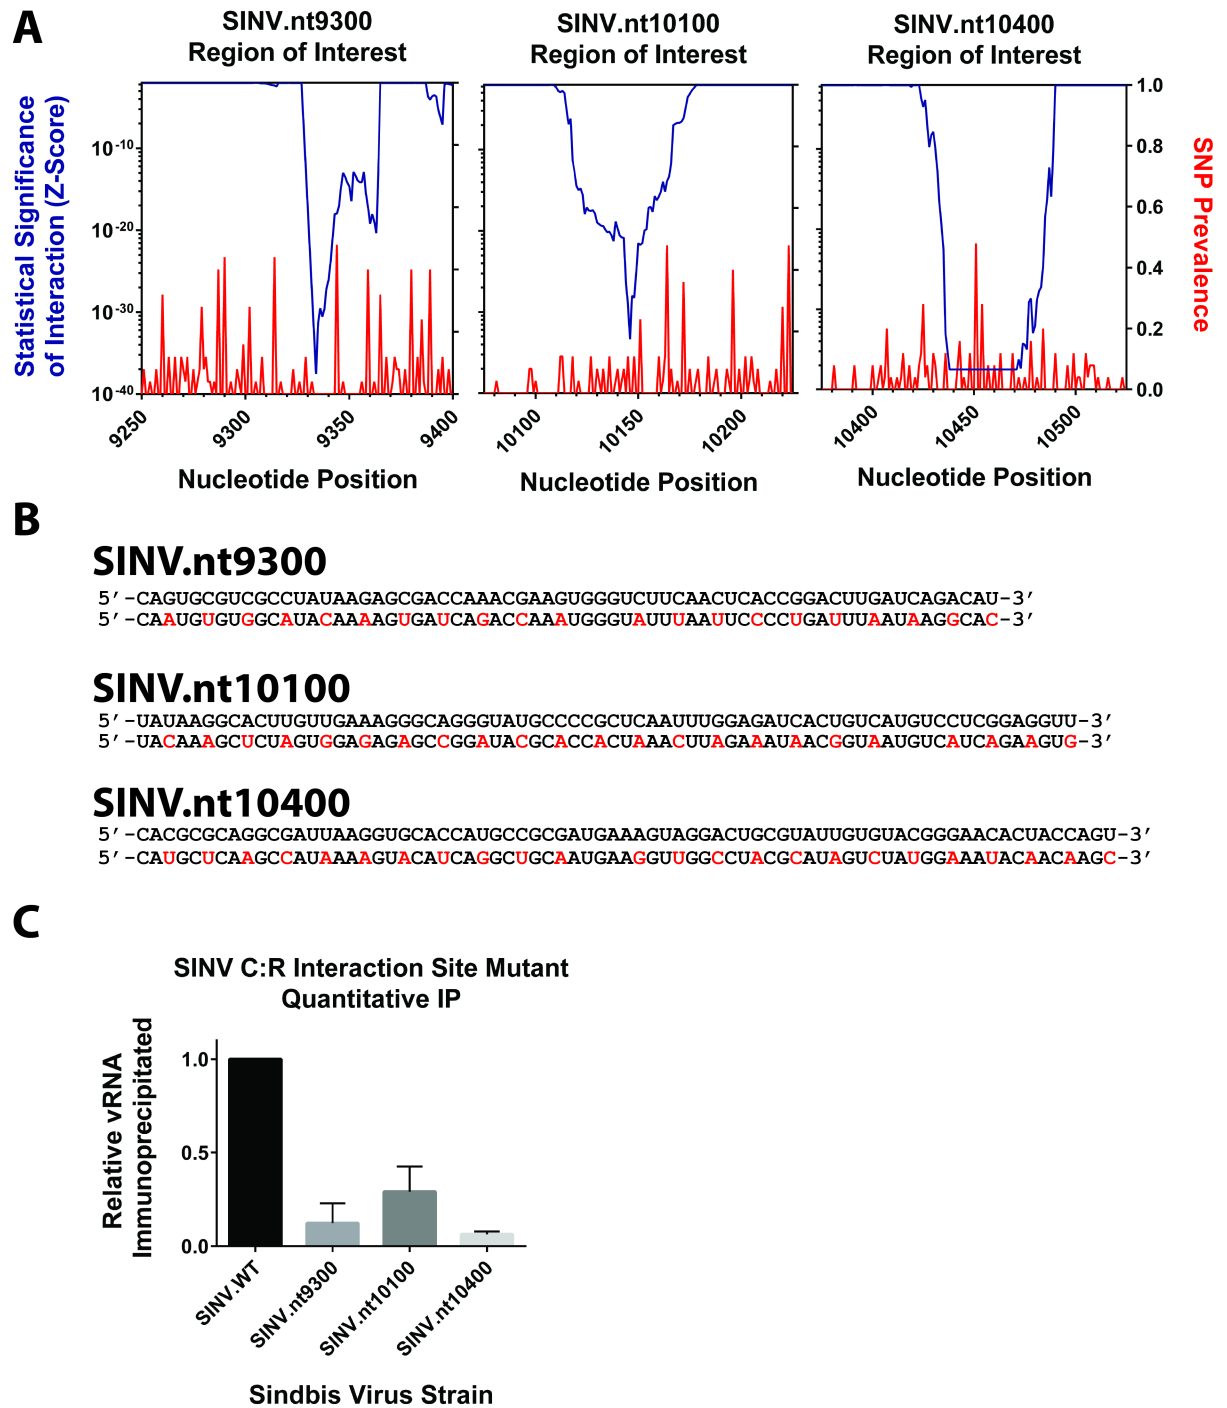 A
SINV.nt9300
Region of Interest
SINV.nt10100
Region of Interest
SINV.nt10400
Region of Interest
Statistical Significance
of Interaction (Z-Score)
10-10
10-20
10-30
10-40
9250
9300
9350
9400
Nucleotide Position
10100
10150
10200
Nucleotide Position
10400
10450
10500
Nucleotide Position
1.0
0.8
0.6
0.4
0.2
0.0
SNP Prevalence
B
SINV.nt9300
5′-CAGUGCGUCGCCUAUAAGAGCGACCAAACGAAGUGGGUCUUCAACUCACCGGACUUGAUCAGACAU-3′
5′-CAAUGUGUGGCAUACAAAAGUGAUCAGACCAAAUGGGUAUUUAAUUCCCCUGAUUUAAUAAGGCAC-3′
SINV.nt10100
5′-UAUAAGGCACUUGUUGAAAGGGCAGGGUAUGCCCCGCUCAAUUUGGAGAUCACUGUCAUGUCCUCGGAGGUU-3′
5′-UACAAAGCUCUAGUGGAGAGAGCCGGAUACGCACCACUAAACUUAGAAAUAACGGUAAUGUCAUCAGAAGUG-3′
SINV.nt10400
5′-CACGCGCAGGCGAUUAAGGUGCACCAUGCCGCGAUGAAAGUAGGACUGCGUAUUGUGUACGGGAACACUACCAGU-3′
5′-CAUGCUCAAGCCAUAAAAGUACAUCAGGCUGCAAUGAAGGUUGGCCUACGCAUAGUCUAUGGAAAUACAACAAGC-3′
C
SINV C:R Interaction Site Mutant
Quantitative IP
Relative vRNA
Immunoprecipitated
1.0
0.5
0.0
SINV.WT
SINV.nt9300
SINV.nt10100
SINV.nt10400
Sindbis Virus Strain